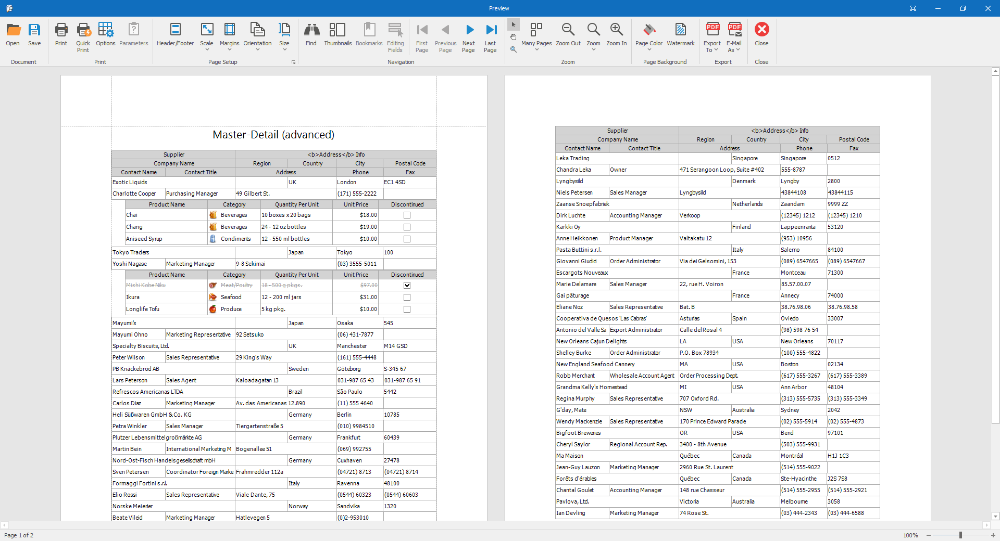 Preview
Open Save Print Quick Print Options Parameters Header/Footer Scale Margins Orientation Size Find Thumbnails Bookmarks Editing Fields First Page Previous Page Next Page Last Page Many Pages Zoom Out Zoom Zoom In Page Color Watermark PDF Export To PDF E-Mail As Close
Document Print Page Setup Navigation Zoom Page Background Export Close
Master-Detail (advanced)
Supplier <b>Address</b> Info
Company Name Region Country City Postal Code
Contact Name Contact Title Address Phone Fax
Exotic Liquids UK London EC1 4SD
Charlotte Cooper Purchasing Manager 49 Gilbert St. (171) 555-2222
Product Name Category Quantity Per Unit Unit Price Discontinued
Chai Beverages 10 boxes x 20 bags $18.00
Chang Beverages 24 - 12 oz bottles $19.00
Aniseed Syrup Condiments 12 - 550 ml bottles $10.00
Tokyo Traders Japan Tokyo 100
Yoshi Nagase Marketing Manager 9-8 Sekimai (03) 3555-5011
Product Name Category Quantity Per Unit Unit Price Discontinued
Mishi Kobe Niku Meat/Poultry 18 - 500 g pkgs. $97.00
Ikura Seafood 12 - 200 ml jars $31.00
Longlife Tofu Produce 5 kg pkg. $10.00
Mayumi's Japan Osaka 545
Mayumi Ohno Marketing Representative 92 Setsuko (06) 431-7877
Specialty Biscuits, Ltd. UK Manchester M14 GSD
Peter Wilson Sales Representative 29 King's Way (161) 555-4448
PB Knäckebröd AB Sweden Göteborg S-345 67
Lars Peterson Sales Agent Kaloadagatan 13 031-987 65 43 031-987 65 91
Refrescos Americanas LTDA Brazil São Paulo 5442
Carlos Diaz Marketing Manager Av. das Americanas 12.890 (11) 555 4640
Heli Süßwaren GmbH & Co. KG Germany Berlin 10785
Petra Winkler Sales Manager Tiergartenstraße 5 (010) 9984510
Plutzer Lebensmittelgroßmärkte AG Germany Frankfurt 60439
Martin Bein International Marketing M Bogenallee 51 (069) 992755
Nord-Ost-Fisch Handelsgesellschaft mbH Germany Cuxhaven 27478
Sven Petersen Coordinator Foreign Marke Frahmredder 112a (04721) 8713 (04721) 8714
Formaggi Fortini s.r.l. Italy Ravenna 48100
Elio Rossi Sales Representative Viale Dante, 75 (0544) 60323 (0544) 60603
Norske Meierier Norway Sandvika 1320
Beate Vileid Marketing Manager Hatlevegen 5 (0)2-953010
Supplier <b>Address</b> Info
Company Name Region Country City Postal Code
Contact Name Contact Title Address Phone Fax
Leka Trading Singapore Singapore 0512
Chandra Leka Owner 471 Serangoon Loop, Suite #402 555-8787
Lyngbysild Denmark Lyngby 2800
Niels Petersen Sales Manager Lyngbysild 43844108 43844115
Zaanse Snoepfabriek Netherlands Zaandam 9999 ZZ
Dirk Luchte Accounting Manager Verkoop (12345) 1212 (12345) 1210
Karkki Oy Finland Lappeenranta 53120
Anne Heikkonen Product Manager Valtakatu 12 (953) 10956
Pasta Buttini s.r.l. Italy Salerno 84100
Giovanni Giudici Order Administrator Via dei Gelsomini, 153 (089) 6547665 (089) 6547667
Escargots Nouveaux France Montceau 71300
Marie Delamare Sales Manager 22, rue H. Voiron 85.57.00.07
Gai pâturage France Annecy 74000
Eliane Noz Sales Representative Bat. B 38.76.98.06 38.76.98.58
Cooperativa de Quesos 'Las Cabras' Asturias Spain Oviedo 33007
Antonio del Valle Sa Export Administrator Calle del Rosal 4 (98) 598 76 54
New Orleans Cajun Delights LA USA New Orleans 70117
Shelley Burke Order Administrator P.O. Box 78934 (100) 555-4822
New England Seafood Cannery MA USA Boston 02134
Robb Merchant Wholesale Account Agent Order Processing Dept. (617) 555-3267 (617) 555-3389
Grandma Kelly's Homestead MI USA Ann Arbor 48104
Regina Murphy Sales Representative 707 Oxford Rd. (313) 555-5735 (313) 555-3349
G'day, Mate NSW Australia Sydney 2042
Wendy Mackenzie Sales Representative 170 Prince Edward Parade (02) 555-5914 (02) 555-4873
Bigfoot Breweries OR USA Bend 97101
Cheryl Saylor Regional Account Rep. 3400 - 8th Avenue (503) 555-9931
Ma Maison Québec Canada Montréal H1J 1C3
Jean-Guy Lauzon Marketing Manager 2960 Rue St. Laurent (514) 555-9022
Forêts d'érables Québec Canada Ste-Hyacinthe J2S 7S8
Chantal Goulet Accounting Manager 148 rue Chasseur (514) 555-2955 (514) 555-2921
Pavlova, Ltd. Victoria Australia Melbourne 3058
Ian Devling Marketing Manager 74 Rose St. (03) 444-2343 (03) 444-6588
Page 1 of 2 100%